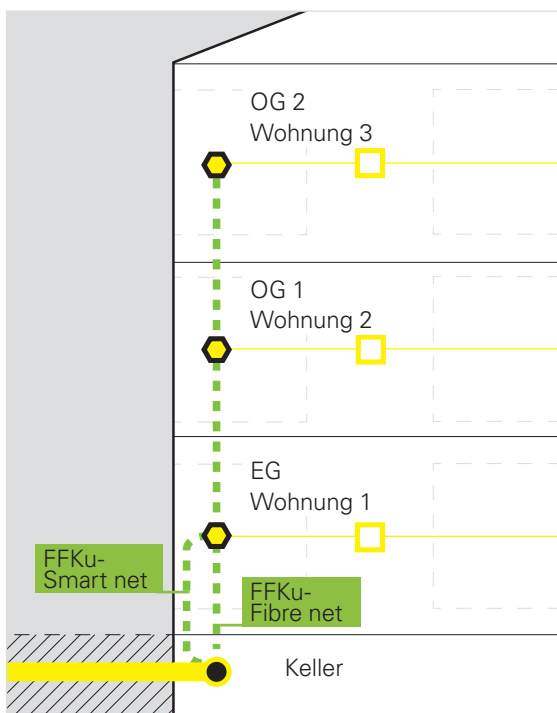 OG 2
Wohnung 3
OG 1
Wohnung 2
EG
Wohnung 1
FFKu-
Smart net
FFKu-
Fibre net
Keller